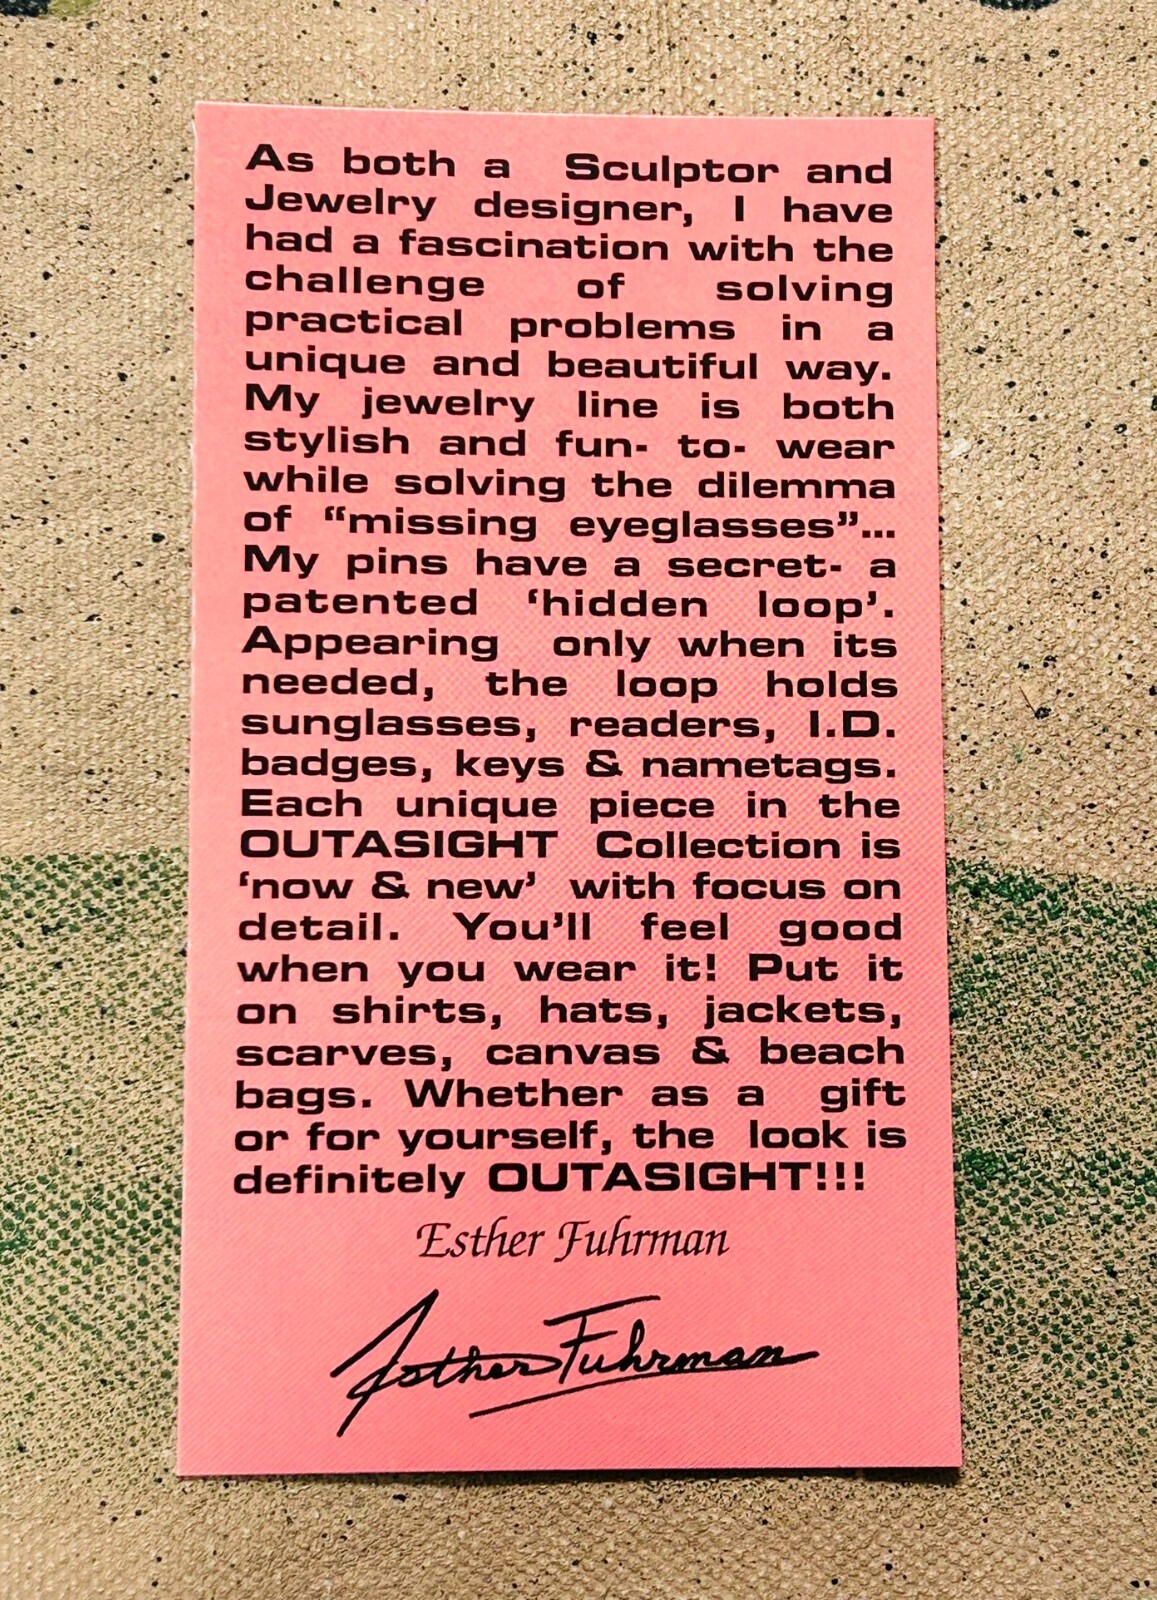 As both a Sculptor and
Jewelry designer, I have
had a fascination with the
challenge of solving
practical problems in a
unique and beautiful way.
My jewelry line is both
stylish and fun- to- wear
while solving the dilemma
of “missing eyeglasses”...
My pins have a secret- a
patented ‘hidden loop’.
Appearing only when its
needed, the loop holds
sunglasses, readers, I.D.
badges, keys & nametags.
Each unique piece in the
OUTASIGHT Collection is
‘now & new’ with focus on
detail. You’ll feel good
when you wear it! Put it
on shirts, hats, jackets,
scarves, canvas & beach
bags. Whether as a gift
or for yourself, the look is
definitely OUTASIGHT!!!
Esther Fuhrman
Esther Fuhrman